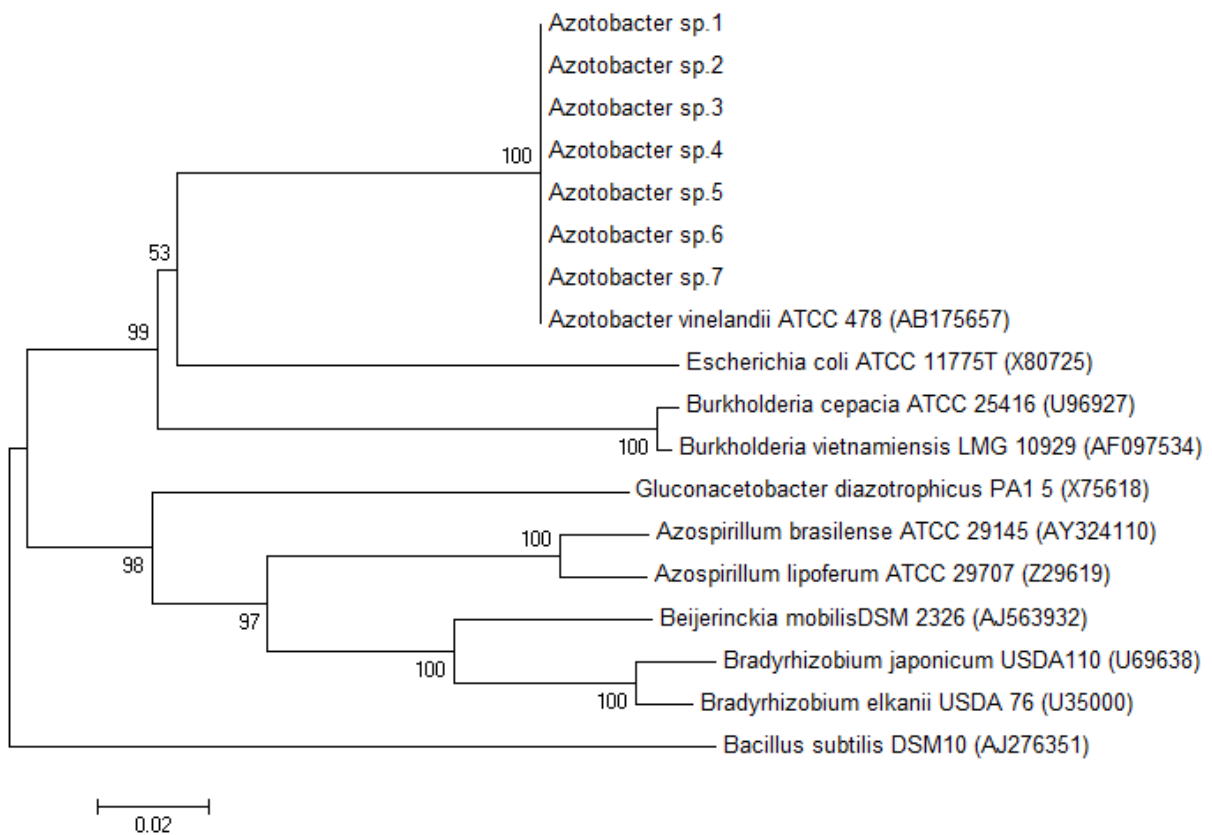 Azotobacter sp.1
Azotobacter sp.2
Azotobacter sp.3
100 Azotobacter sp.4
Azotobacter sp.5
Azotobacter sp.6
53
Azotobacter sp.7
Azotobacter vinelandii ATCC 478 (AB175657)
99
Escherichia coli ATCC 11775T (X80725)
Burkholderia cepacia ATCC 25416 (U96927)
100 Burkholderia vietnamiensis LMG 10929 (AF097534)
Gluconacetobacter diazotrophicus PA1 5 (X75618)
100 Azospirillum brasilense ATCC 29145 (AY324110)
98
Azospirillum lipoferum ATCC 29707 (Z29619)
97
Beijerinckia mobilisDSM 2326 (AJ563932)
100
Bradyrhizobium japonicum USDA110 (U69638)
100 Bradyrhizobium elkanii USDA 76 (U35000)
Bacillus subtilis DSM10 (AJ276351)
0.02